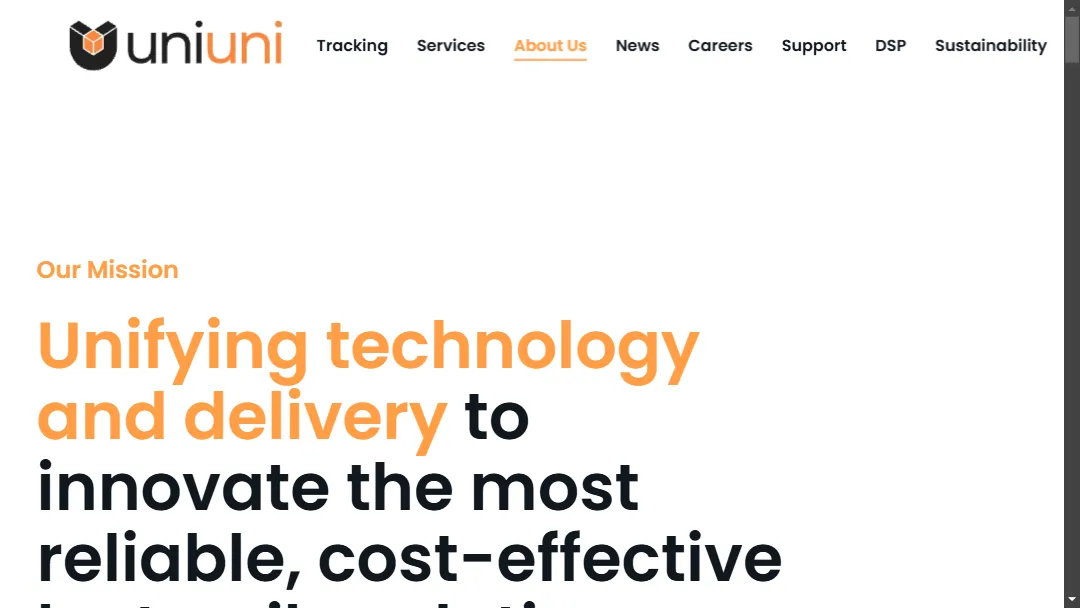 uniuni
Tracking Services About Us News Careers Support DSP Sustainability
Our Mission
Unifying technology
and delivery to
innovate the most
reliable, cost-effective